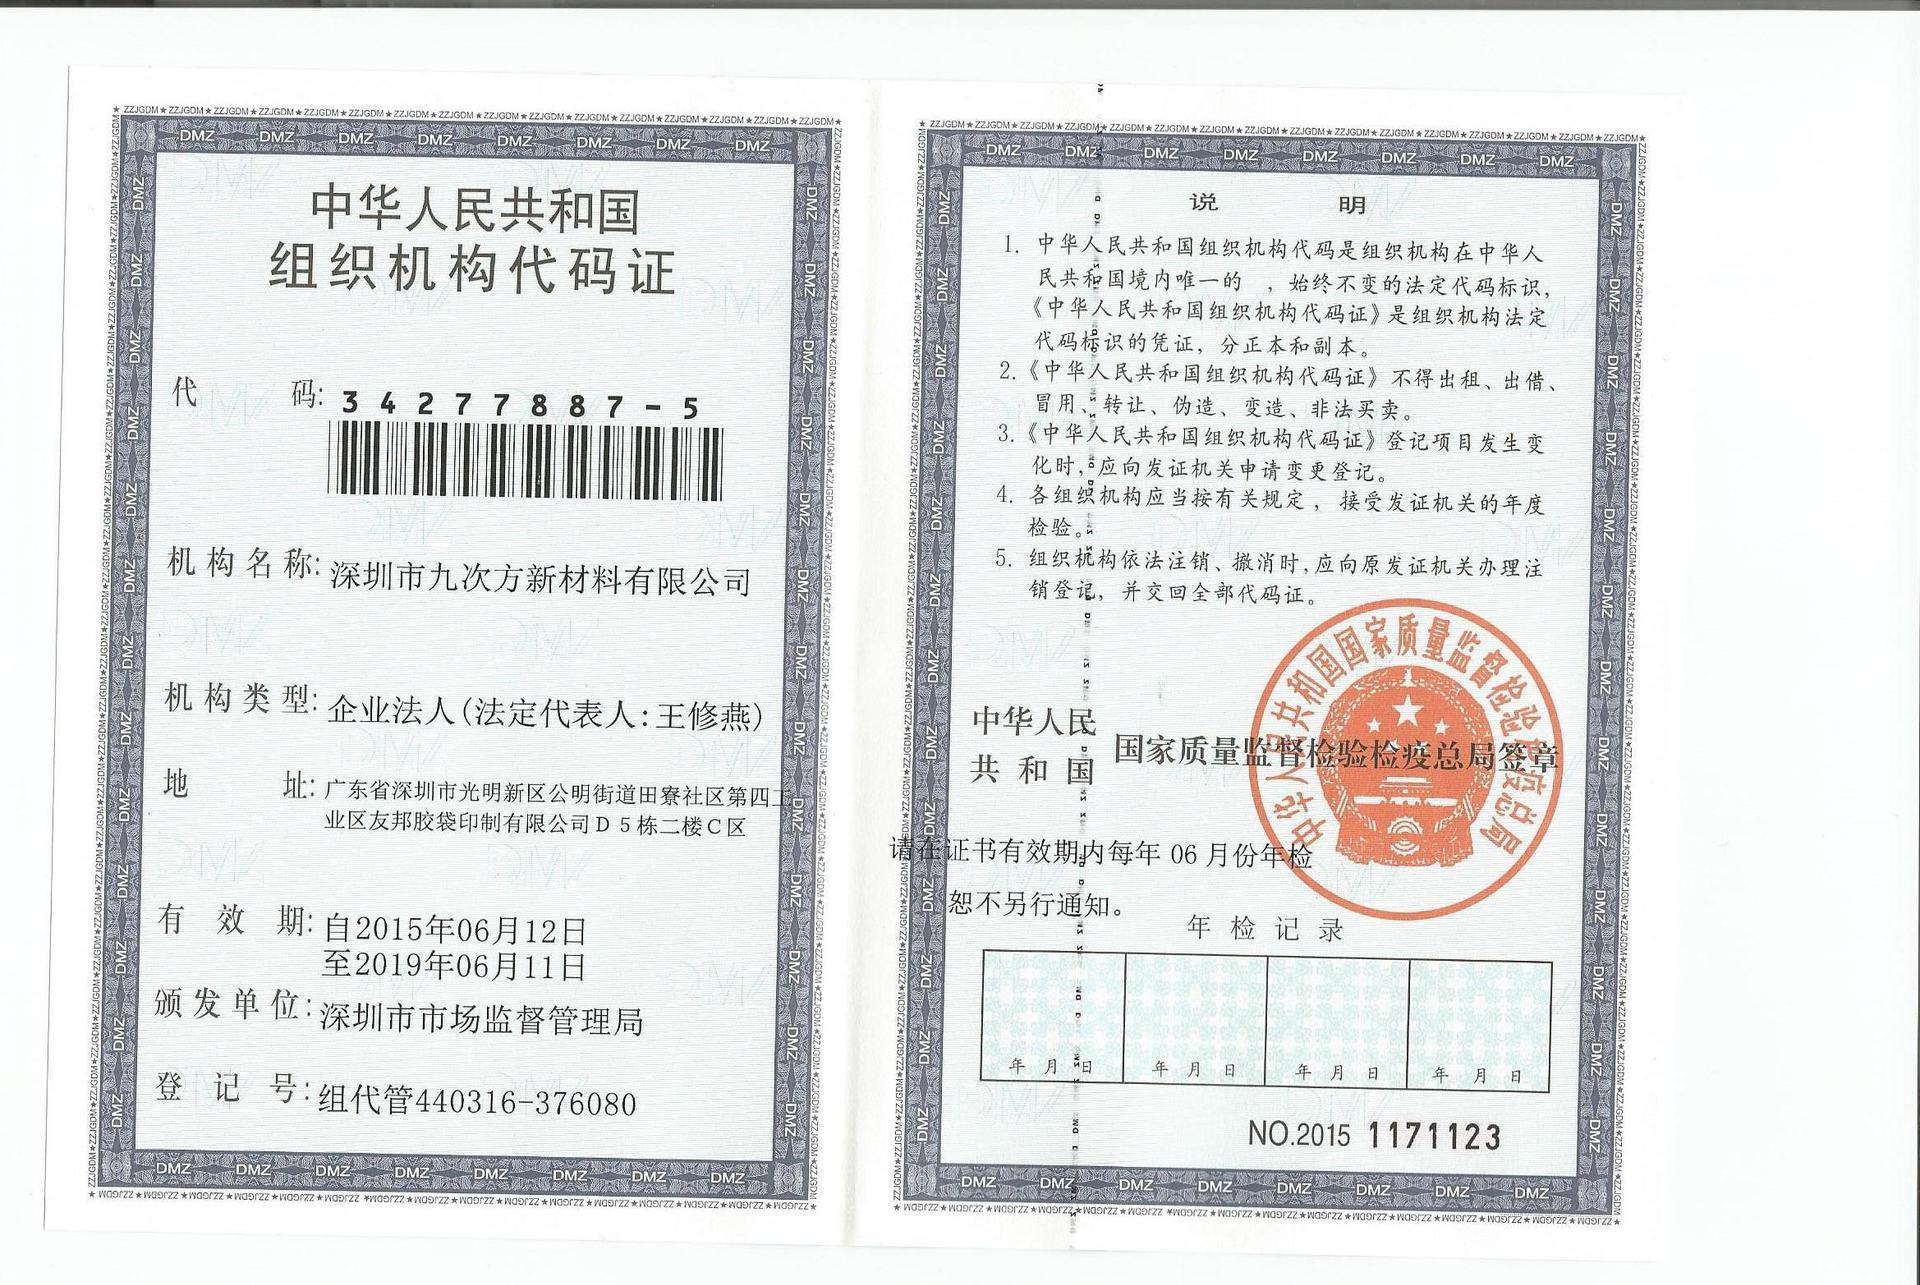 中华人民共和国
组织机构代码证
代 码: 34277887-5
机构名称: 深圳市九次方新材料有限公司
机构类型: 企业法人(法定代表人:王修燕)
地 址: 广东省深圳市光明新区公明街道田寮社区第四工
业区友邦胶袋印制有限公司D5栋二楼C区
有 效 期: 自2015年06月12日
至2019年06月11日
颁发单位: 深圳市市场监督管理局
登 记 号: 组代管440316-376080
说 明
1. 中华人民共和国组织机构代码是组织机构在中华人
民共和国境内唯一的 ，始终不变的法定代码标识，
《中华人民共和国组织机构代码证》是组织机构法定
代码标识的凭证，分正本和副本。
2.《中华人民共和国组织机构代码证》不得出租、出借、
冒用、转让、伪造、变造、非法买卖。
3.《中华人民共和国组织机构代码证》登记项目发生变
化时，应向发证机关申请变更登记。
4. 各组织机构应当按有关规定，接受发证机关的年度
检验。
5. 组织机构依法注销、撤消时，应向原发证机关办理注
销登记，并交回全部代码证。
中华人民
共和国 国家质量监督检验检疫总局签章
中华人民共和国国家质量监督检验检疫总局
请在证书有效期内每年06月份年检
恕不另行通知。
年检记录
年 月 日 年 月 日 年 月 日 年 月 日
NO.2015 1171123